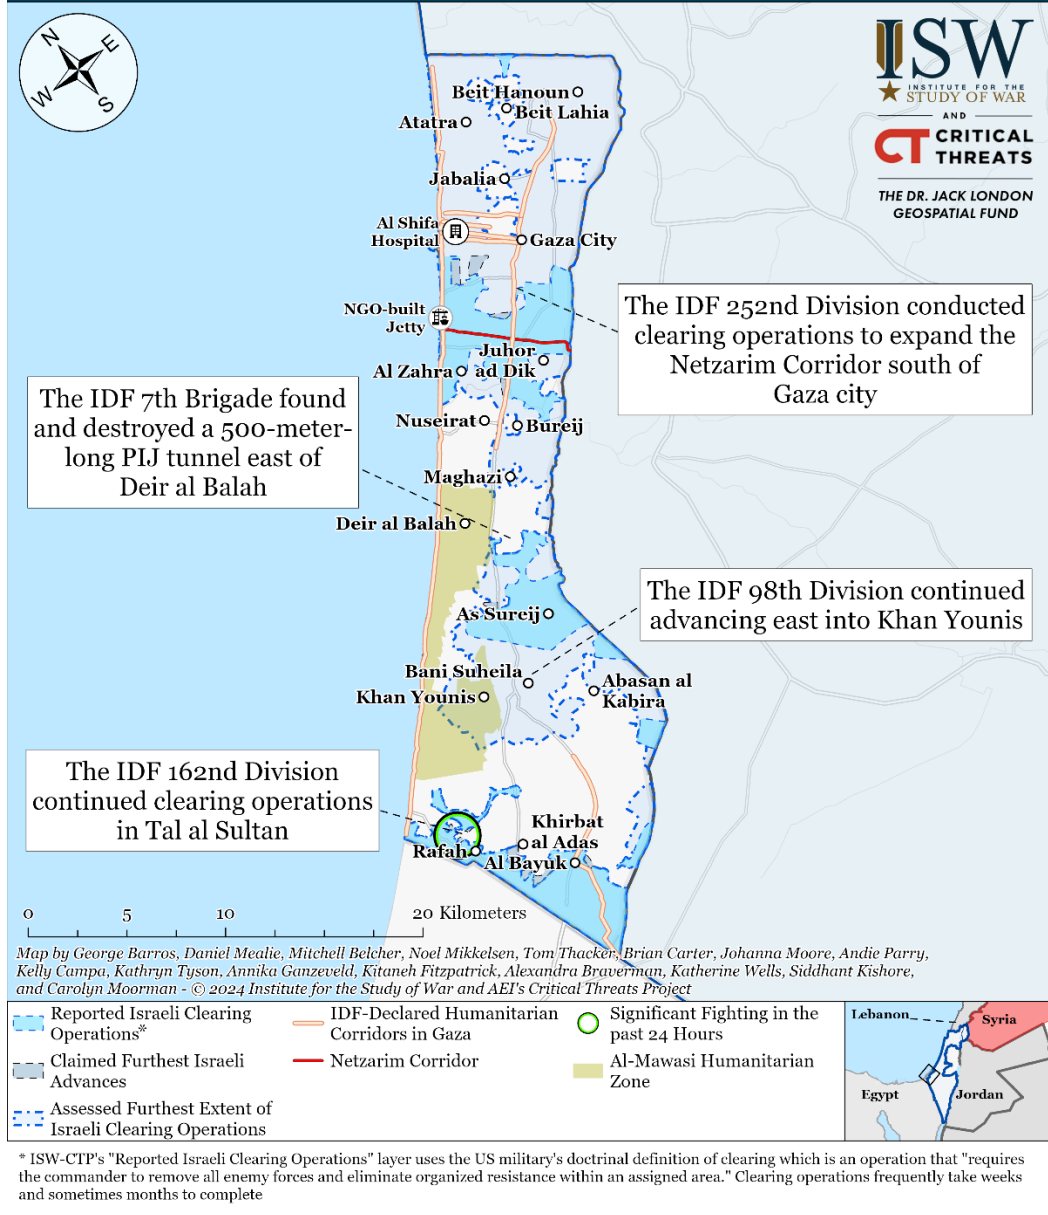 N
E
W
S
ISW
INSTITUTE FOR THE
STUDY OF WAR
AND
CT CRITICAL
THREATS
THE DR. JACK LONDON
GEOSPATIAL FUND
Beit Hanoun
Beit Lahia
Atatra
Jabalia
Al Shifa
Hospital
Gaza City
The IDF 252nd Division conducted
clearing operations to expand the
Netzarim Corridor south of
Gaza city
NGO-built
Jetty
Juhor
ad Dik
Al Zahra
The IDF 7th Brigade found
and destroyed a 500-meter-
long PIJ tunnel east of
Deir al Balah
Nuseirat
Bureij
Maghazi
Deir al Balah
The IDF 98th Division continued
advancing east into Khan Younis
As Sureij
Bani Suheila
Abasan al
Kabira
Khan Younis
The IDF 162nd Division
continued clearing operations
in Tal al Sultan
Khirbat
al Adas
Rafah
Al Bayuk
0 5 10 20 Kilometers
Map by George Barros, Daniel Mealie, Mitchell Belcher, Noel Mikkelsen, Tom Thacker, Brian Carter, Johanna Moore, Andie Parry,
Kelly Campa, Kathryn Tyson, Annika Ganzeveld, Kitaneh Fitzpatrick, Alexandra Braverman, Katherine Wells, Siddhant Kishore,
and Carolyn Moorman - © 2024 Institute for the Study of War and AEI's Critical Threats Project
Reported Israeli Clearing
Operations*
Claimed Furthest Israeli
Advances
Assessed Furthest Extent of
Israeli Clearing Operations
IDF-Declared Humanitarian
Corridors in Gaza
Netzarim Corridor
Significant Fighting in the
past 24 Hours
Al-Mawasi Humanitarian
Zone
Lebanon
Syria
Egypt
Jordan
* ISW-CTP's "Reported Israeli Clearing Operations" layer uses the US military's doctrinal definition of clearing which is an operation that "requires
the commander to remove all enemy forces and eliminate organized resistance within an assigned area." Clearing operations frequently take weeks
and sometimes months to complete